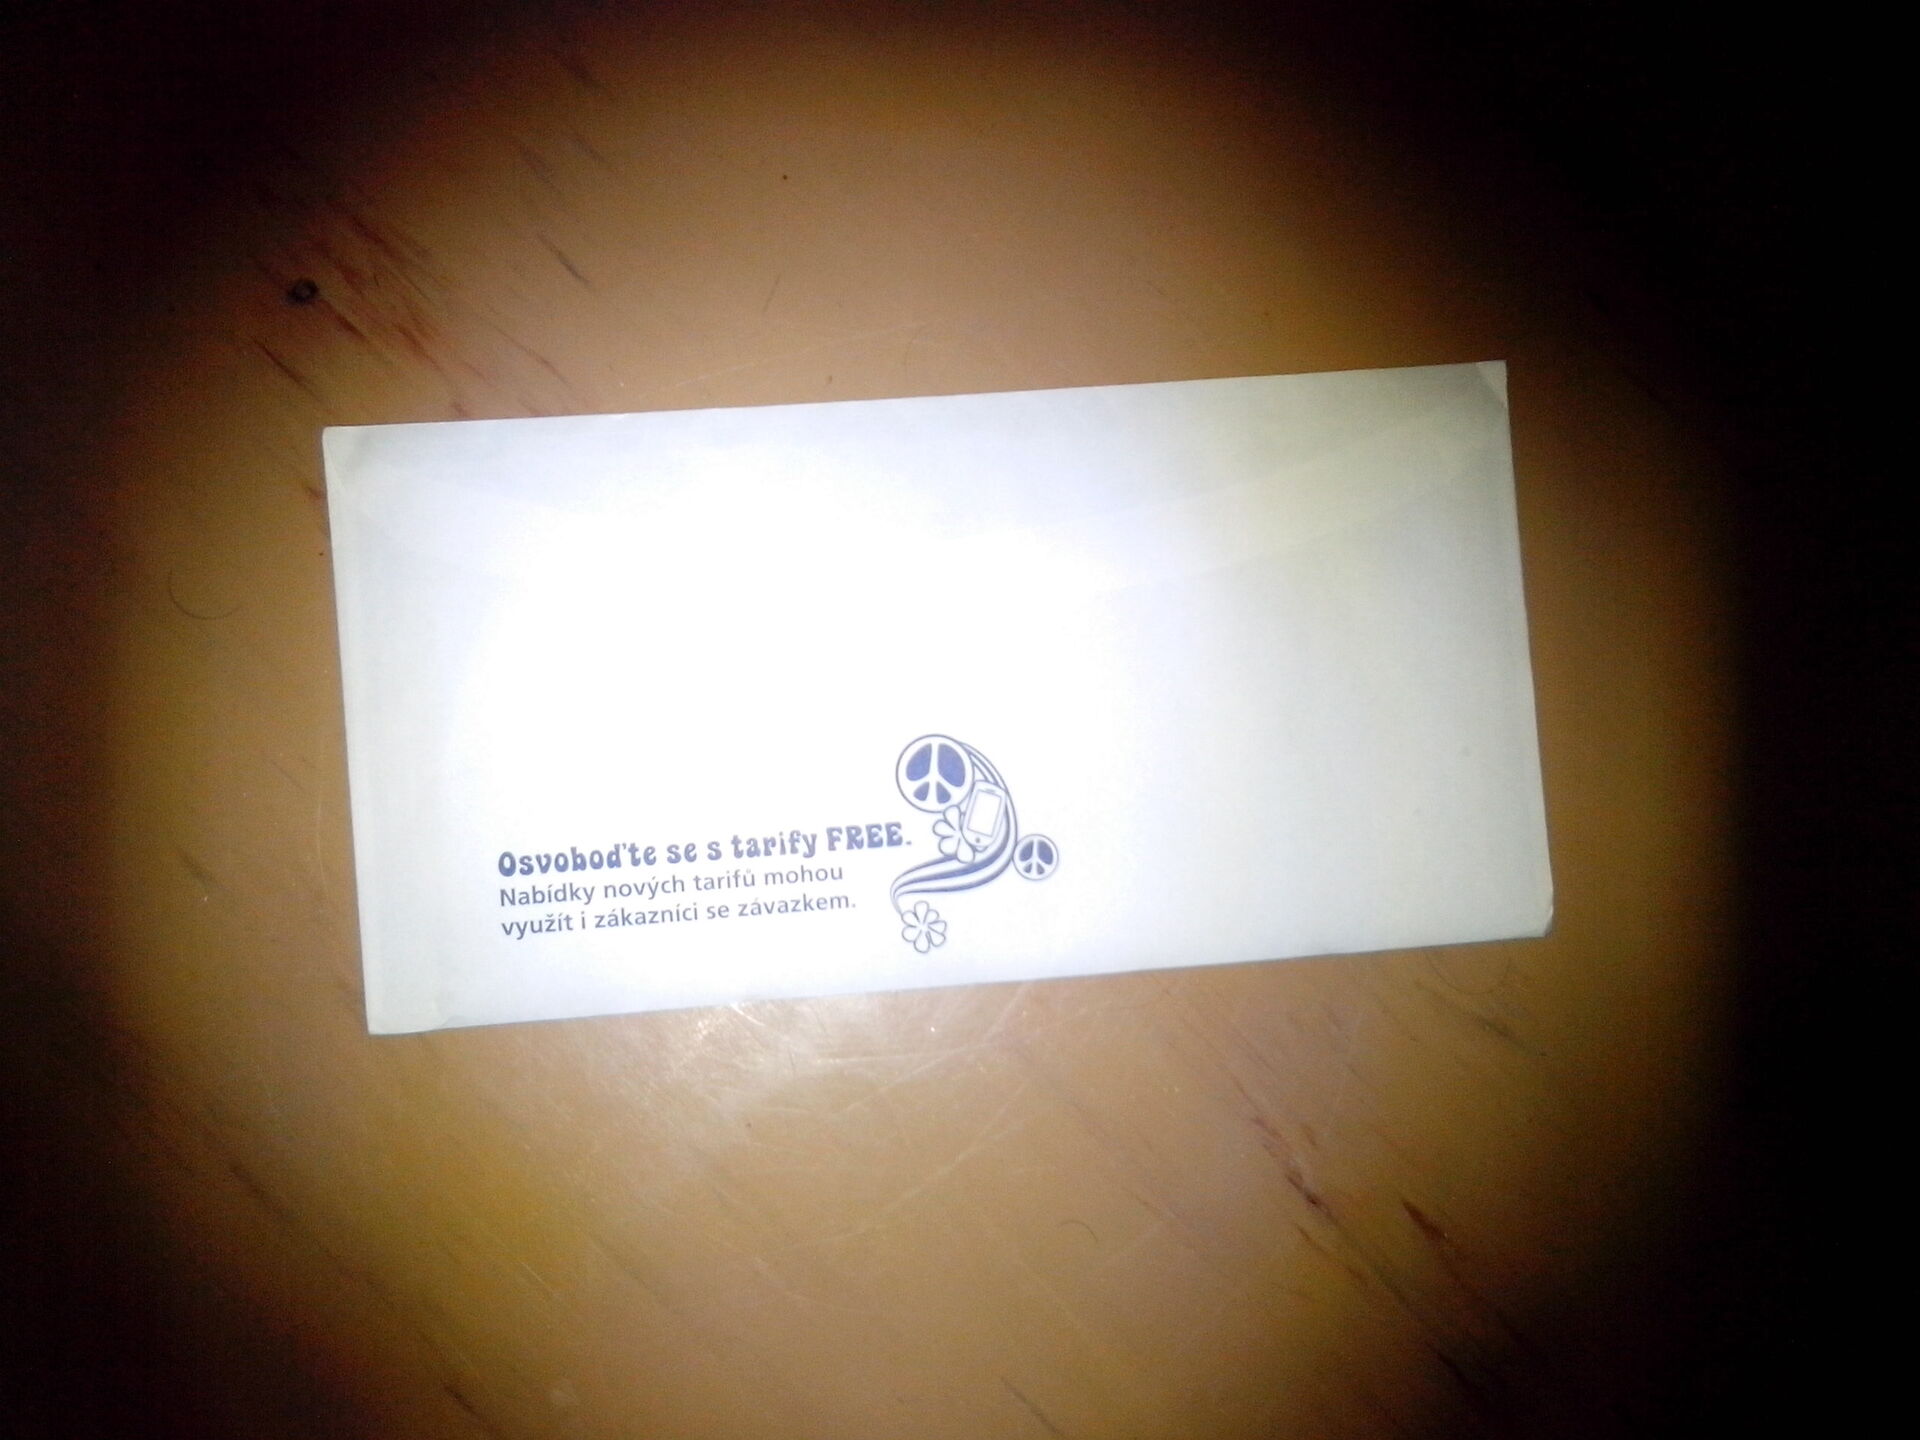 Osvoboďte se s tarify FREE.
Nabídky nových tarifů mohou
využít i zákazníci se závazkem.